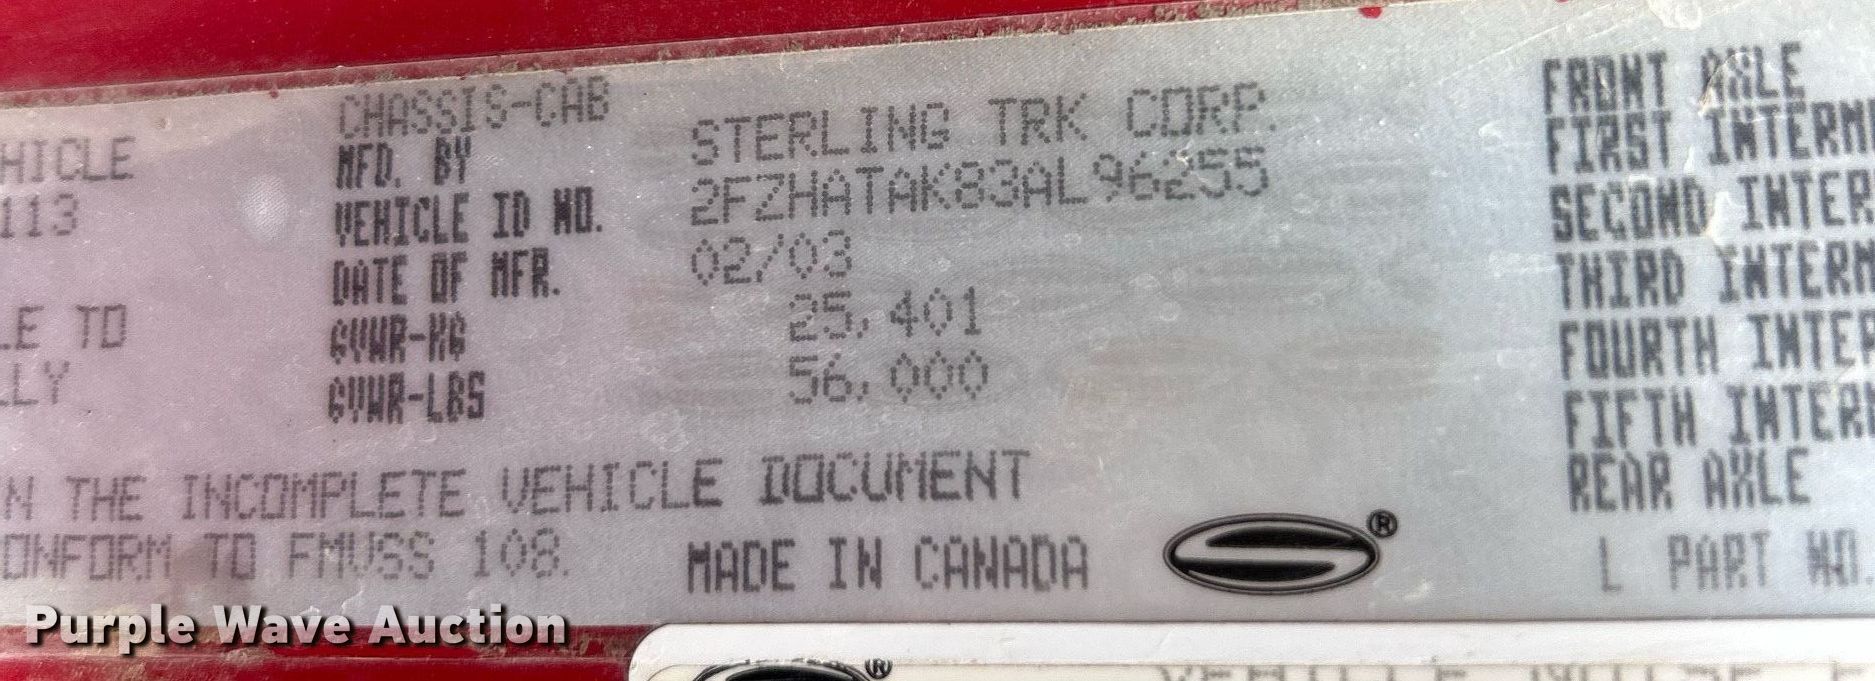 CHASSIS-CAB
HICLE MFD. BY STERLING TRK CORP.
113 VEHICLE ID NO. 2FZHATAK83AL96255
DATE OF MFR. 02/03
LE TO GVWR-KG 25,401
LLY GVWR-LBS 56,000
N THE INCOMPLETE VEHICLE DOCUMENT
ONFORM TO FMVSS 108.
MADE IN CANADA ®
FRONT AXLE
FIRST INTERM
SECOND INTER
THIRD INTERM
FOURTH INTER
FIFTH INTER
REAR AXLE
L PART NO.
Purple Wave Auction
®